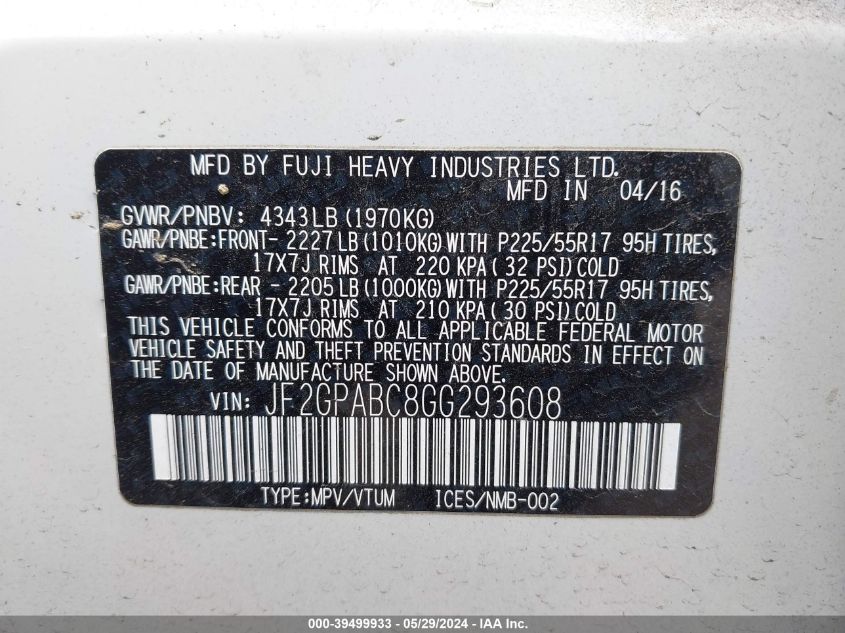 MFD BY FUJI HEAVY INDUSTRIES LTD.
MFD IN 04/16
GVWR/PNBV: 4343LB (1970KG)
GAWR/PNBE:FRONT- 2227LB (1010KG) WITH P225/55R17 95H TIRES,
17X7J RIMS AT 220 KPA ( 32 PSI) COLD
GAWR/PNBE:REAR - 2205LB (1000KG) WITH P225/55R17 95H TIRES,
17X7J RIMS AT 210 KPA ( 30 PSI) COLD
THIS VEHICLE CONFORMS TO ALL APPLICABLE FEDERAL MOTOR
VEHICLE SAFETY AND THEFT PREVENTION STANDARDS IN EFFECT ON
THE DATE OF MANUFACTURE SHOWN ABOVE.
VIN: JF2GPABC8GG293608
TYPE:MPV/VTUM ICES/NMB-002
000-39499933 - 05/29/2024 - IAA Inc.